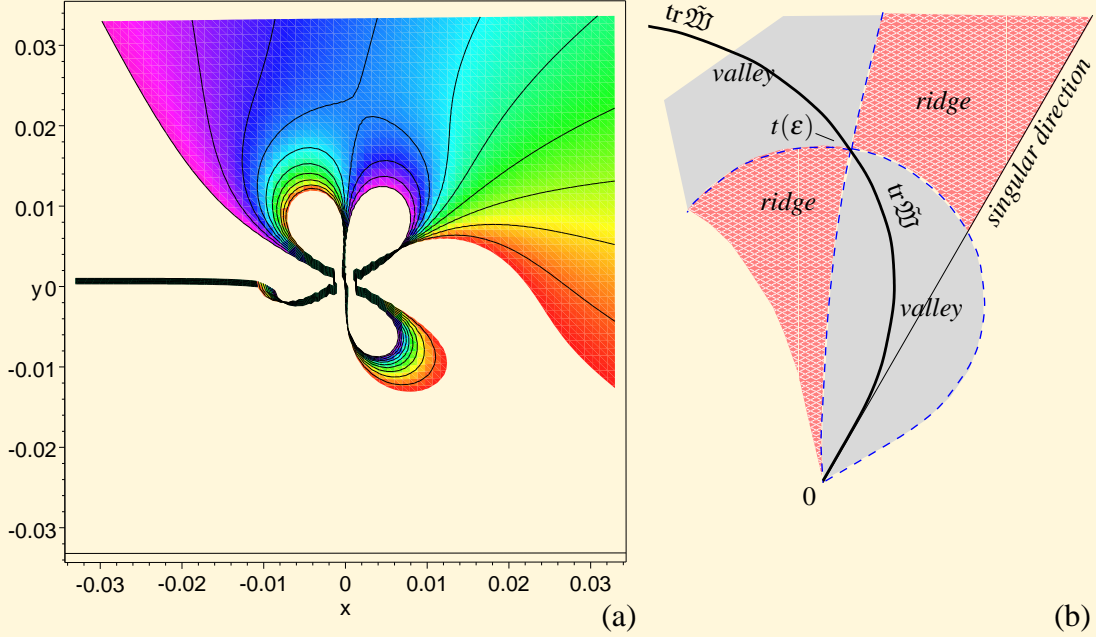 0.03
0.02
0.01
y 0
-0.01
-0.02
-0.03
-0.03 -0.02 -0.01 0 0.01 0.02 0.03
x
(a)
tr𝔚̃
valley
ridge
t(ε)
singular direction
ridge
tr𝔚̃
valley
0
(b)